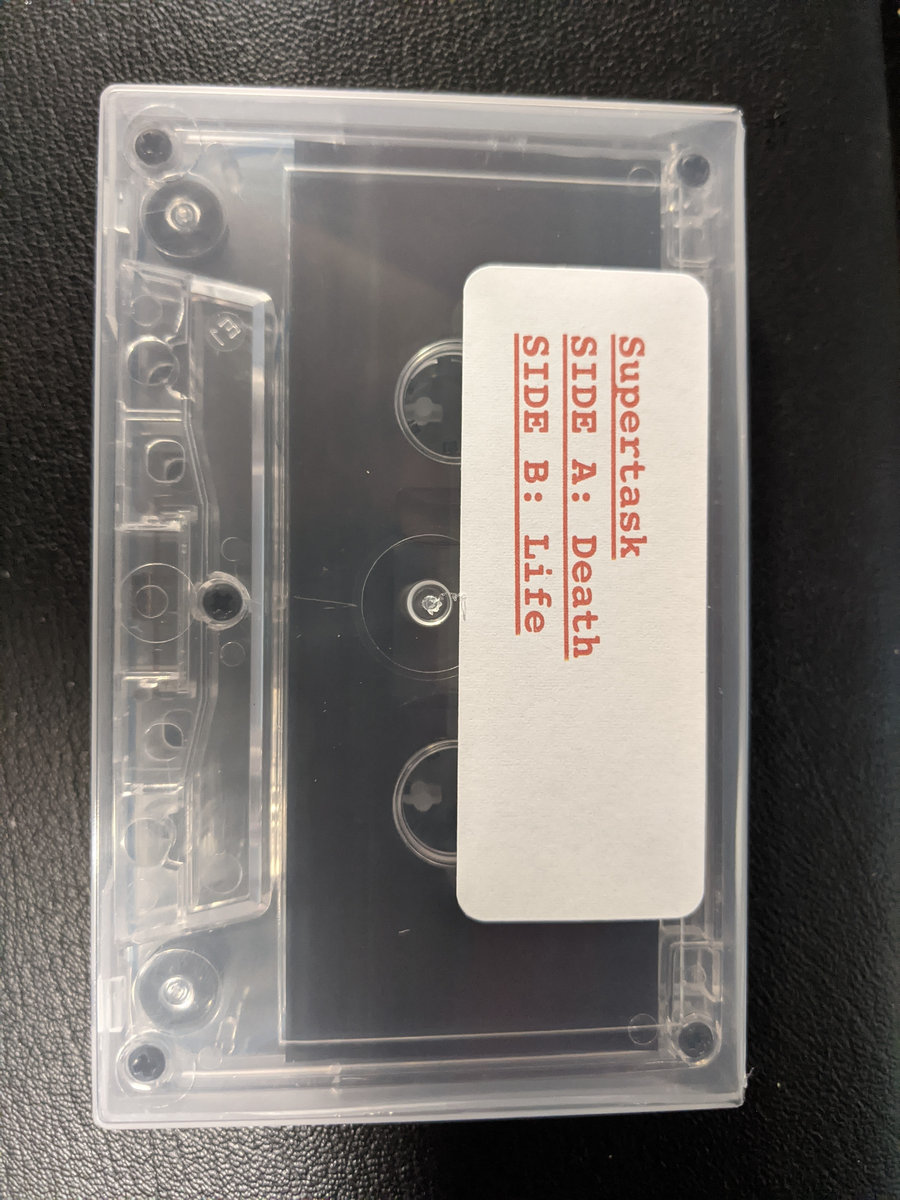 Supertask
SIDE A: Death
SIDE B: Life